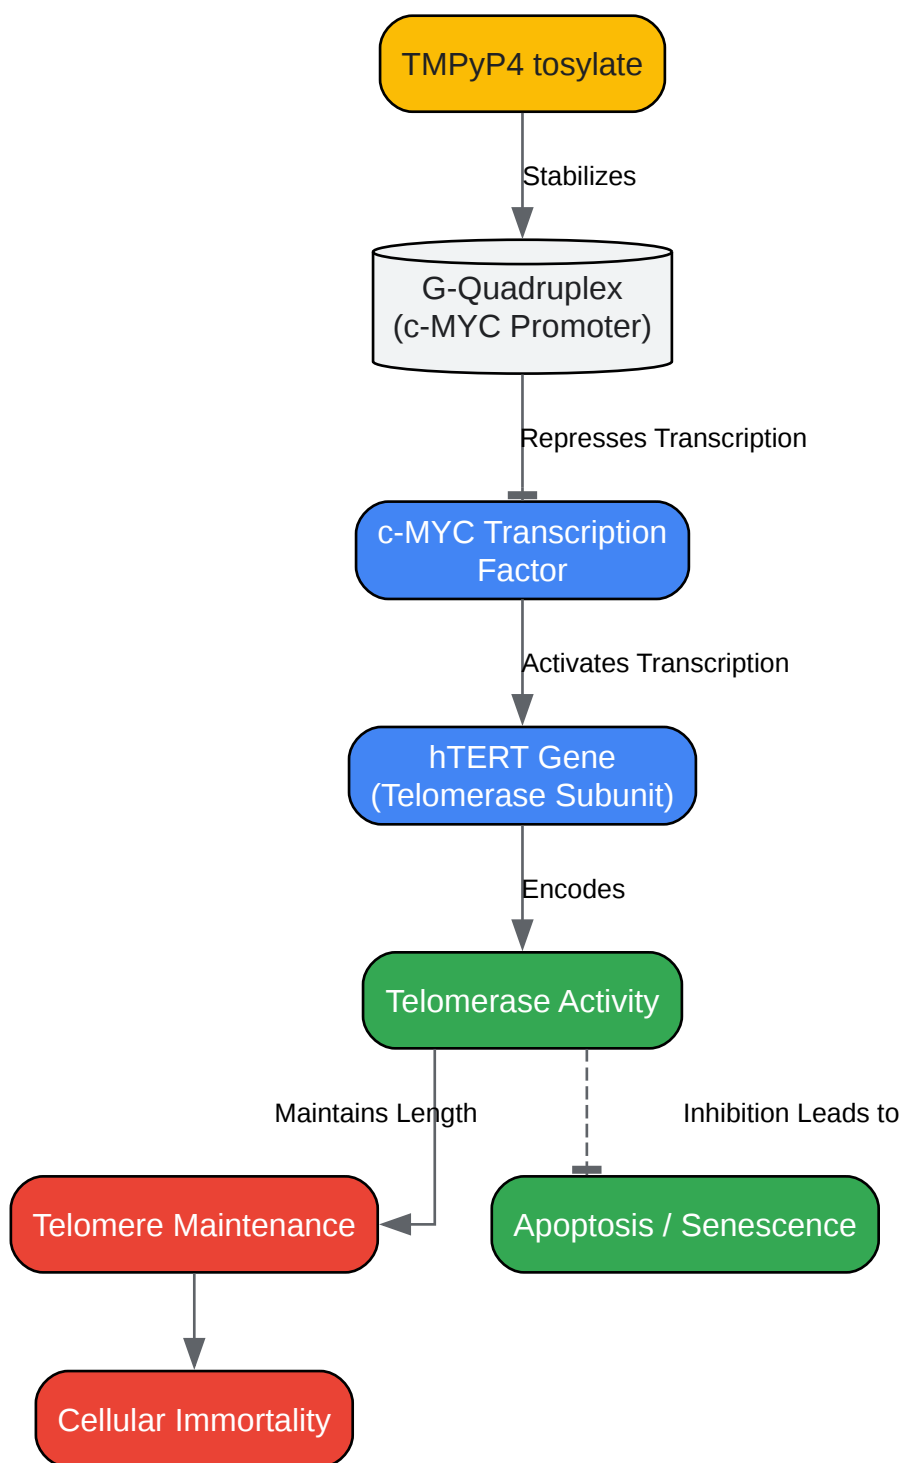 TMPyP4 tosylate
Stabilizes
G-Quadruplex
(c-MYC Promoter)
Represses Transcription
c-MYC Transcription
Factor
Activates Transcription
hTERT Gene
(Telomerase Subunit)
Encodes
Telomerase Activity
Maintains Length
Inhibition Leads to
Telomere Maintenance
Apoptosis / Senescence
Cellular Immortality